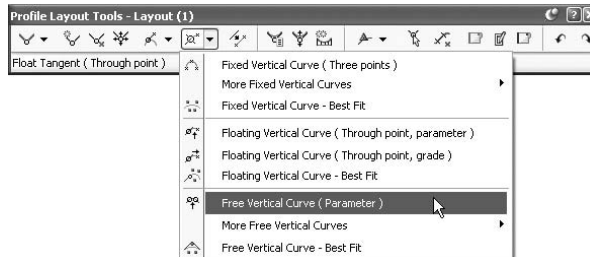 Profile Layout Tools - Layout (1)
Float Tangent ( Through point )
Fixed Vertical Curve ( Three points )
More Fixed Vertical Curves
Fixed Vertical Curve - Best Fit
Floating Vertical Curve ( Through point, parameter )
Floating Vertical Curve ( Through point, grade )
Floating Vertical Curve - Best Fit
Free Vertical Curve ( Parameter )
More Free Vertical Curves
Free Vertical Curve - Best Fit